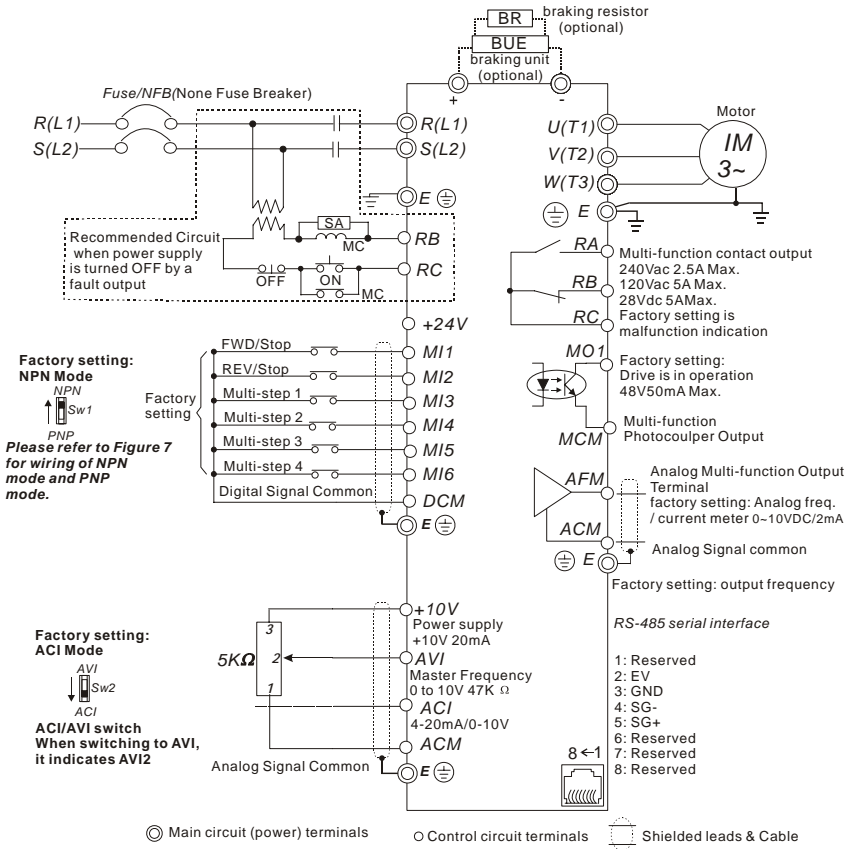 BR
braking resistor
(optional)
BUE
braking unit
(optional)
+
-
Fuse/NFB(None Fuse Breaker)
R(L1)
R(L1)
S(L2)
S(L2)
E
Recommended Circuit
when power supply
is turned OFF by a
fault output
SA
MC
RB
OFF
ON
MC
RC
Motor
U(T1)
IM
3~
V(T2)
W(T3)
E
RA
RB
RC
Multi-function contact output
240Vac 2.5A Max.
120Vac 5A Max.
28Vdc 5AMax.
Factory setting is
malfunction indication
+24V
Factory setting:
NPN Mode
NPN
Sw1
PNP
Please refer to Figure 7
for wiring of NPN
mode and PNP
mode.
Factory
setting
FWD/Stop
MI1
REV/Stop
MI2
Multi-step 1
MI3
Multi-step 2
MI4
Multi-step 3
MI5
Multi-step 4
MI6
Digital Signal Common
DCM
E
MO1
Factory setting:
Drive is in operation
48V50mA Max.
MCM
Multi-function
Photocoulper Output
AFM
Analog Multi-function Output
Terminal
factory setting: Analog freq.
/ current meter 0~10VDC/2mA
ACM
Analog Signal common
E
Factory setting: output frequency
Factory setting:
ACI Mode
AVI
Sw2
ACI
ACI/AVI switch
When switching to AVI,
it indicates AVI2
5KΩ
3
2
1
+10V
Power supply
+10V 20mA
AVI
Master Frequency
0 to 10V 47K Ω
ACI
4-20mA/0-10V
ACM
Analog Signal Common
E
RS-485 serial interface
1: Reserved
2: EV
3: GND
4: SG-
5: SG+
6: Reserved
7: Reserved
8: Reserved
8←1
Main circuit (power) terminals
Control circuit terminals
Shielded leads & Cable